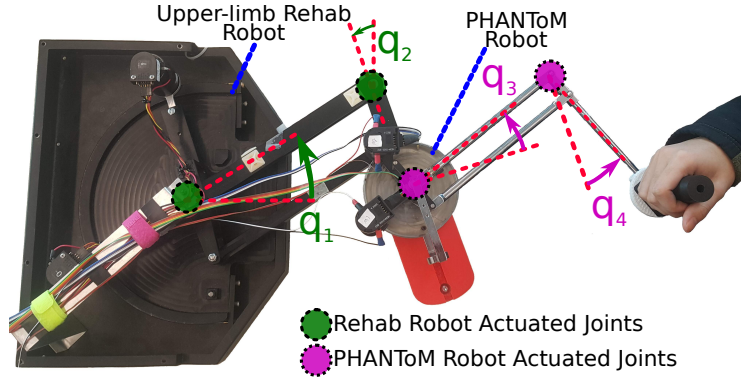 Upper-limb Rehab
Robot
PHANToM
Robot
q2
q3
q1
q4
Rehab Robot Actuated Joints
PHANToM Robot Actuated Joints